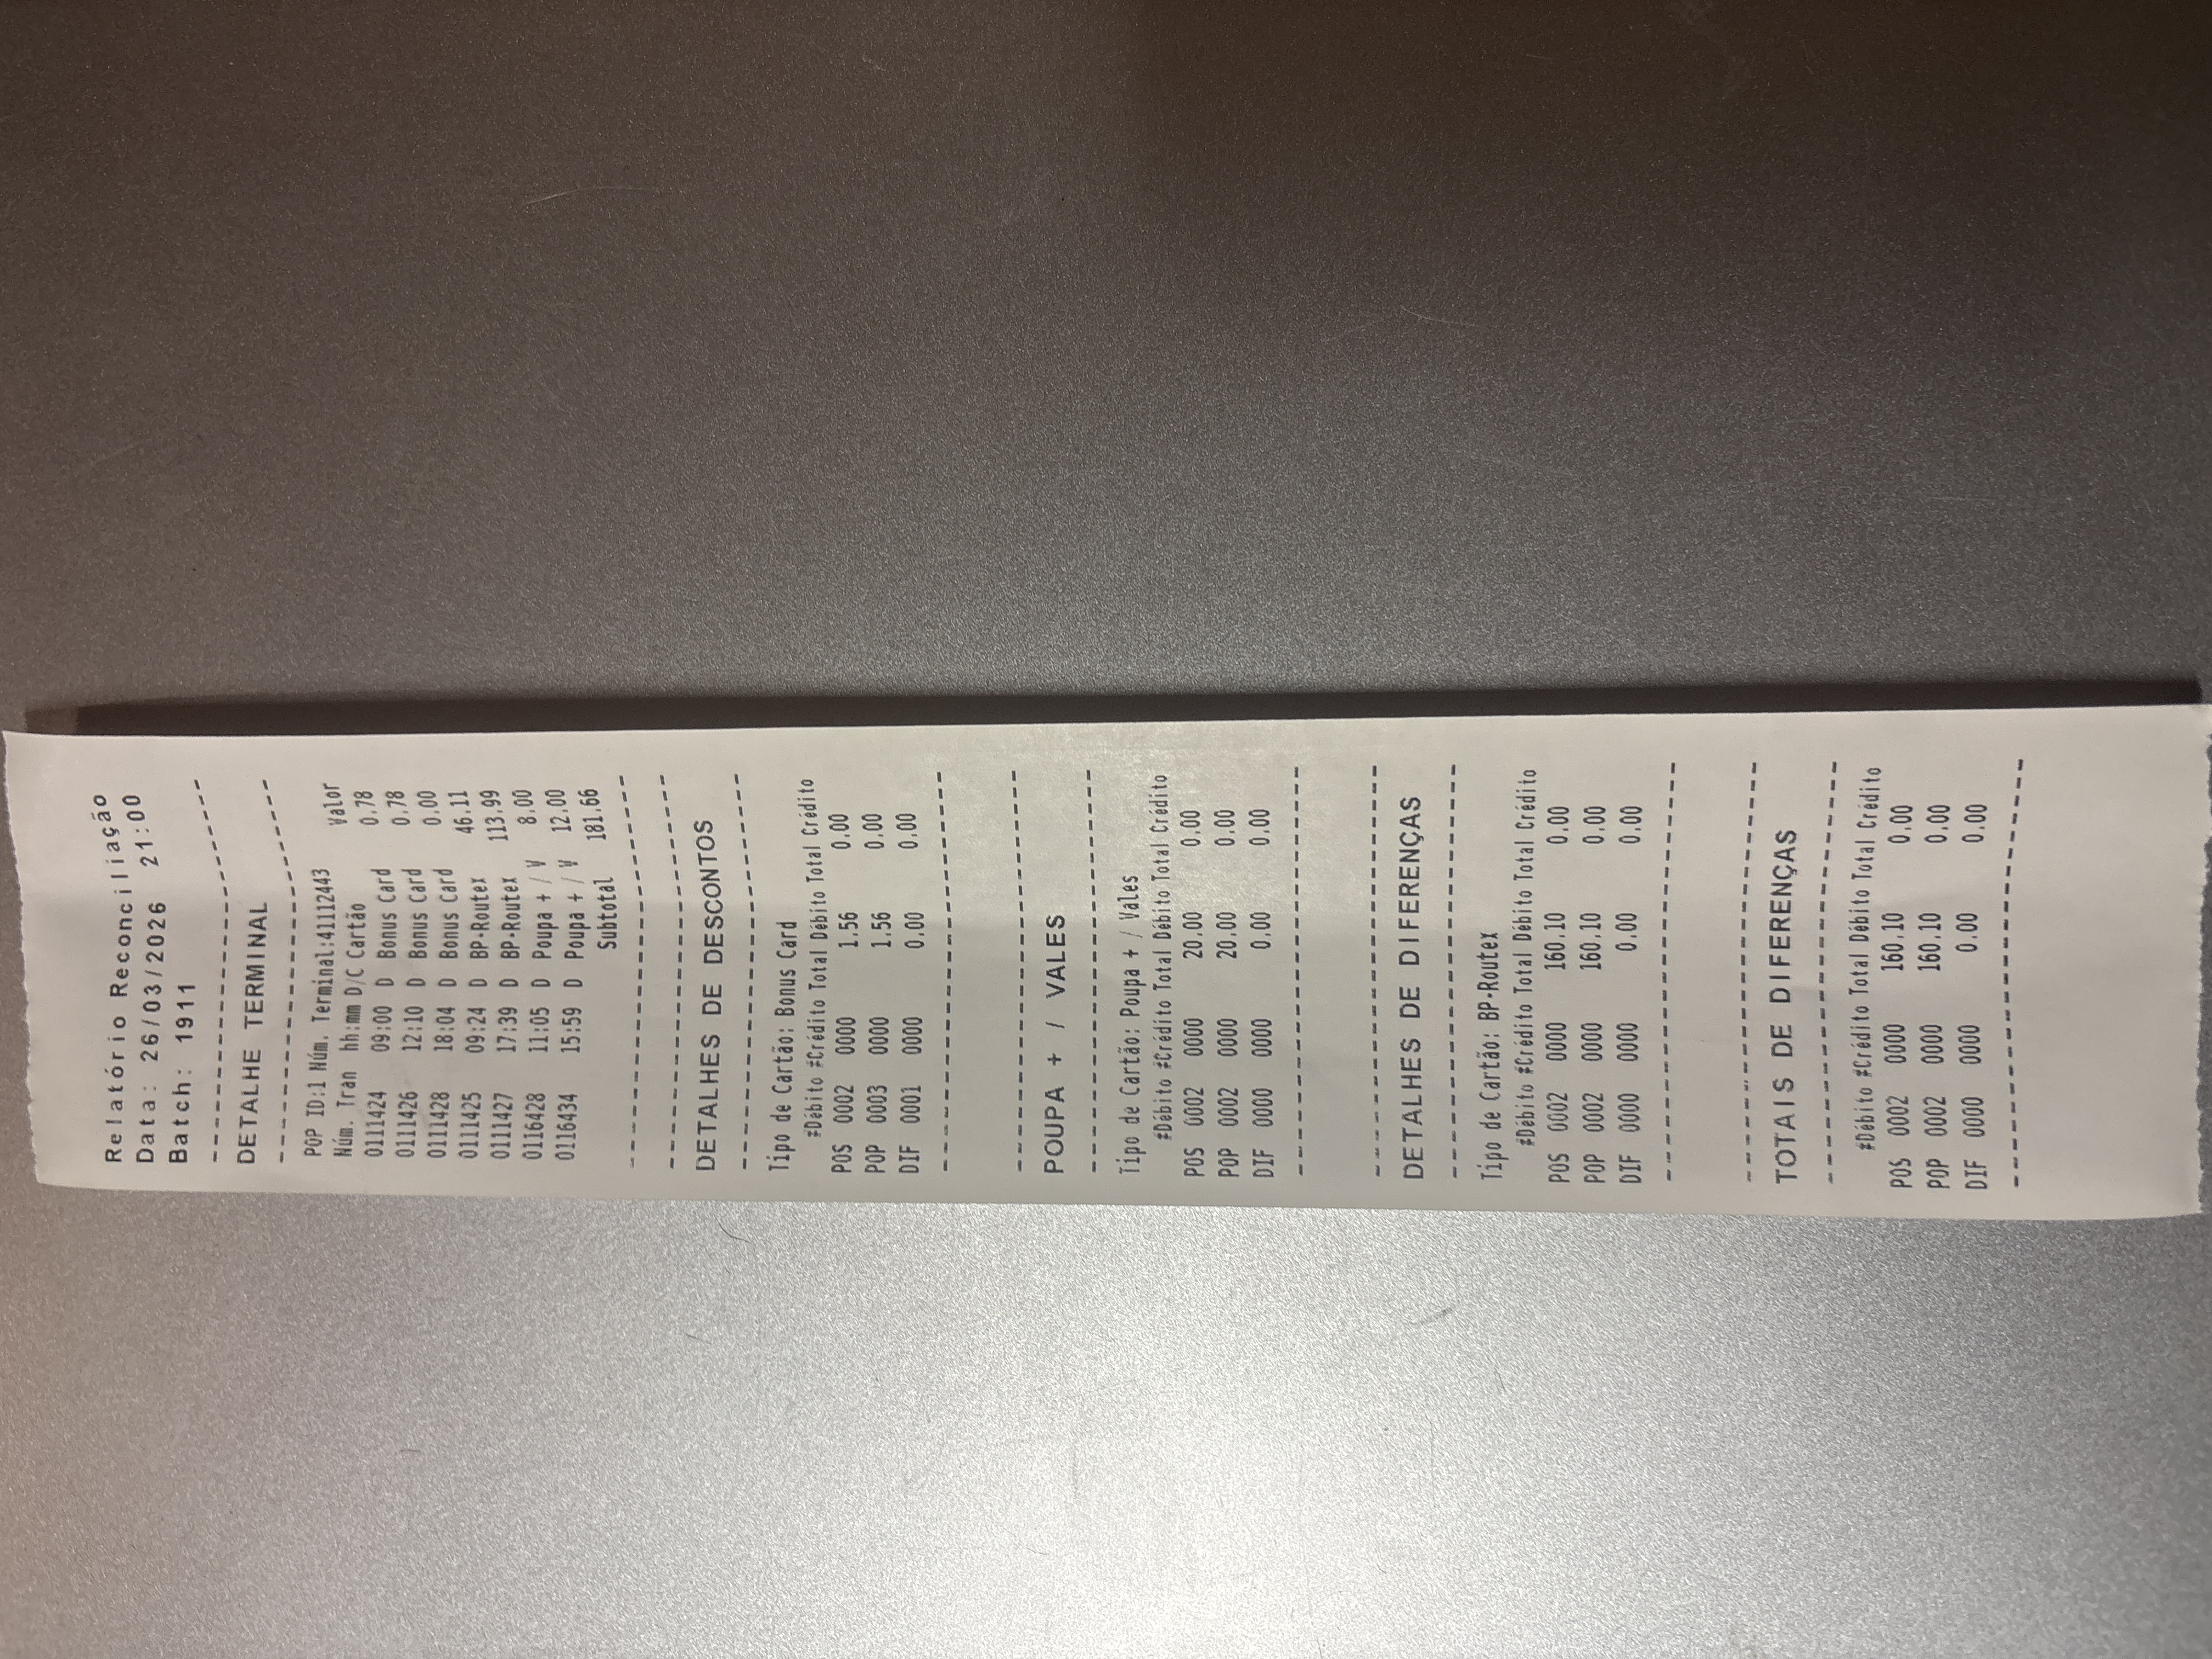 Relatório Reconciliação
Data: 26/03/2026 21:00
Batch: 1911
------------------------
DETALHE TERMINAL
------------------------
POP ID:1 Núm. Terminal:41112443
Núm. Tran hh:mm D/C Cartão Valor
0111424 09:00 D Bonus Card 0.78
0111426 12:10 D Bonus Card 0.78
0111428 18:04 D Bonus Card 0.00
0111425 09:24 D BP-Routex 46.11
0111427 17:39 D BP-Routex 113.99
0116428 11:05 D Poupa + / V 8.00
0116434 15:59 D Poupa + / V 12.00
Subtotal 181.66
------------------------
------------------------
DETALHES DE DESCONTOS
------------------------
Tipo de Cartão: Bonus Card
#Débito #Crédito Total Débito Total Crédito
POS 0002 0000 1.56 0.00
POP 0003 0000 1.56 0.00
DIF 0001 0000 0.00 0.00
------------------------
------------------------
POUPA + / VALES
------------------------
Tipo de Cartão: Poupa + / Vales
#Débito #Crédito Total Débito Total Crédito
POS 0002 0000 20.00 0.00
POP 0002 0000 20.00 0.00
DIF 0000 0000 0.00 0.00
------------------------
------------------------
DETALHES DE DIFERENÇAS
------------------------
Tipo de Cartão: BP-Routex
#Débito #Crédito Total Débito Total Crédito
POS 0002 0000 160.10 0.00
POP 0002 0000 160.10 0.00
DIF 0000 0000 0.00 0.00
------------------------
------------------------
TOTAIS DE DIFERENÇAS
------------------------
#Débito #Crédito Total Débito Total Crédito
POS 0002 0000 160.10 0.00
POP 0002 0000 160.10 0.00
DIF 0000 0000 0.00 0.00
------------------------